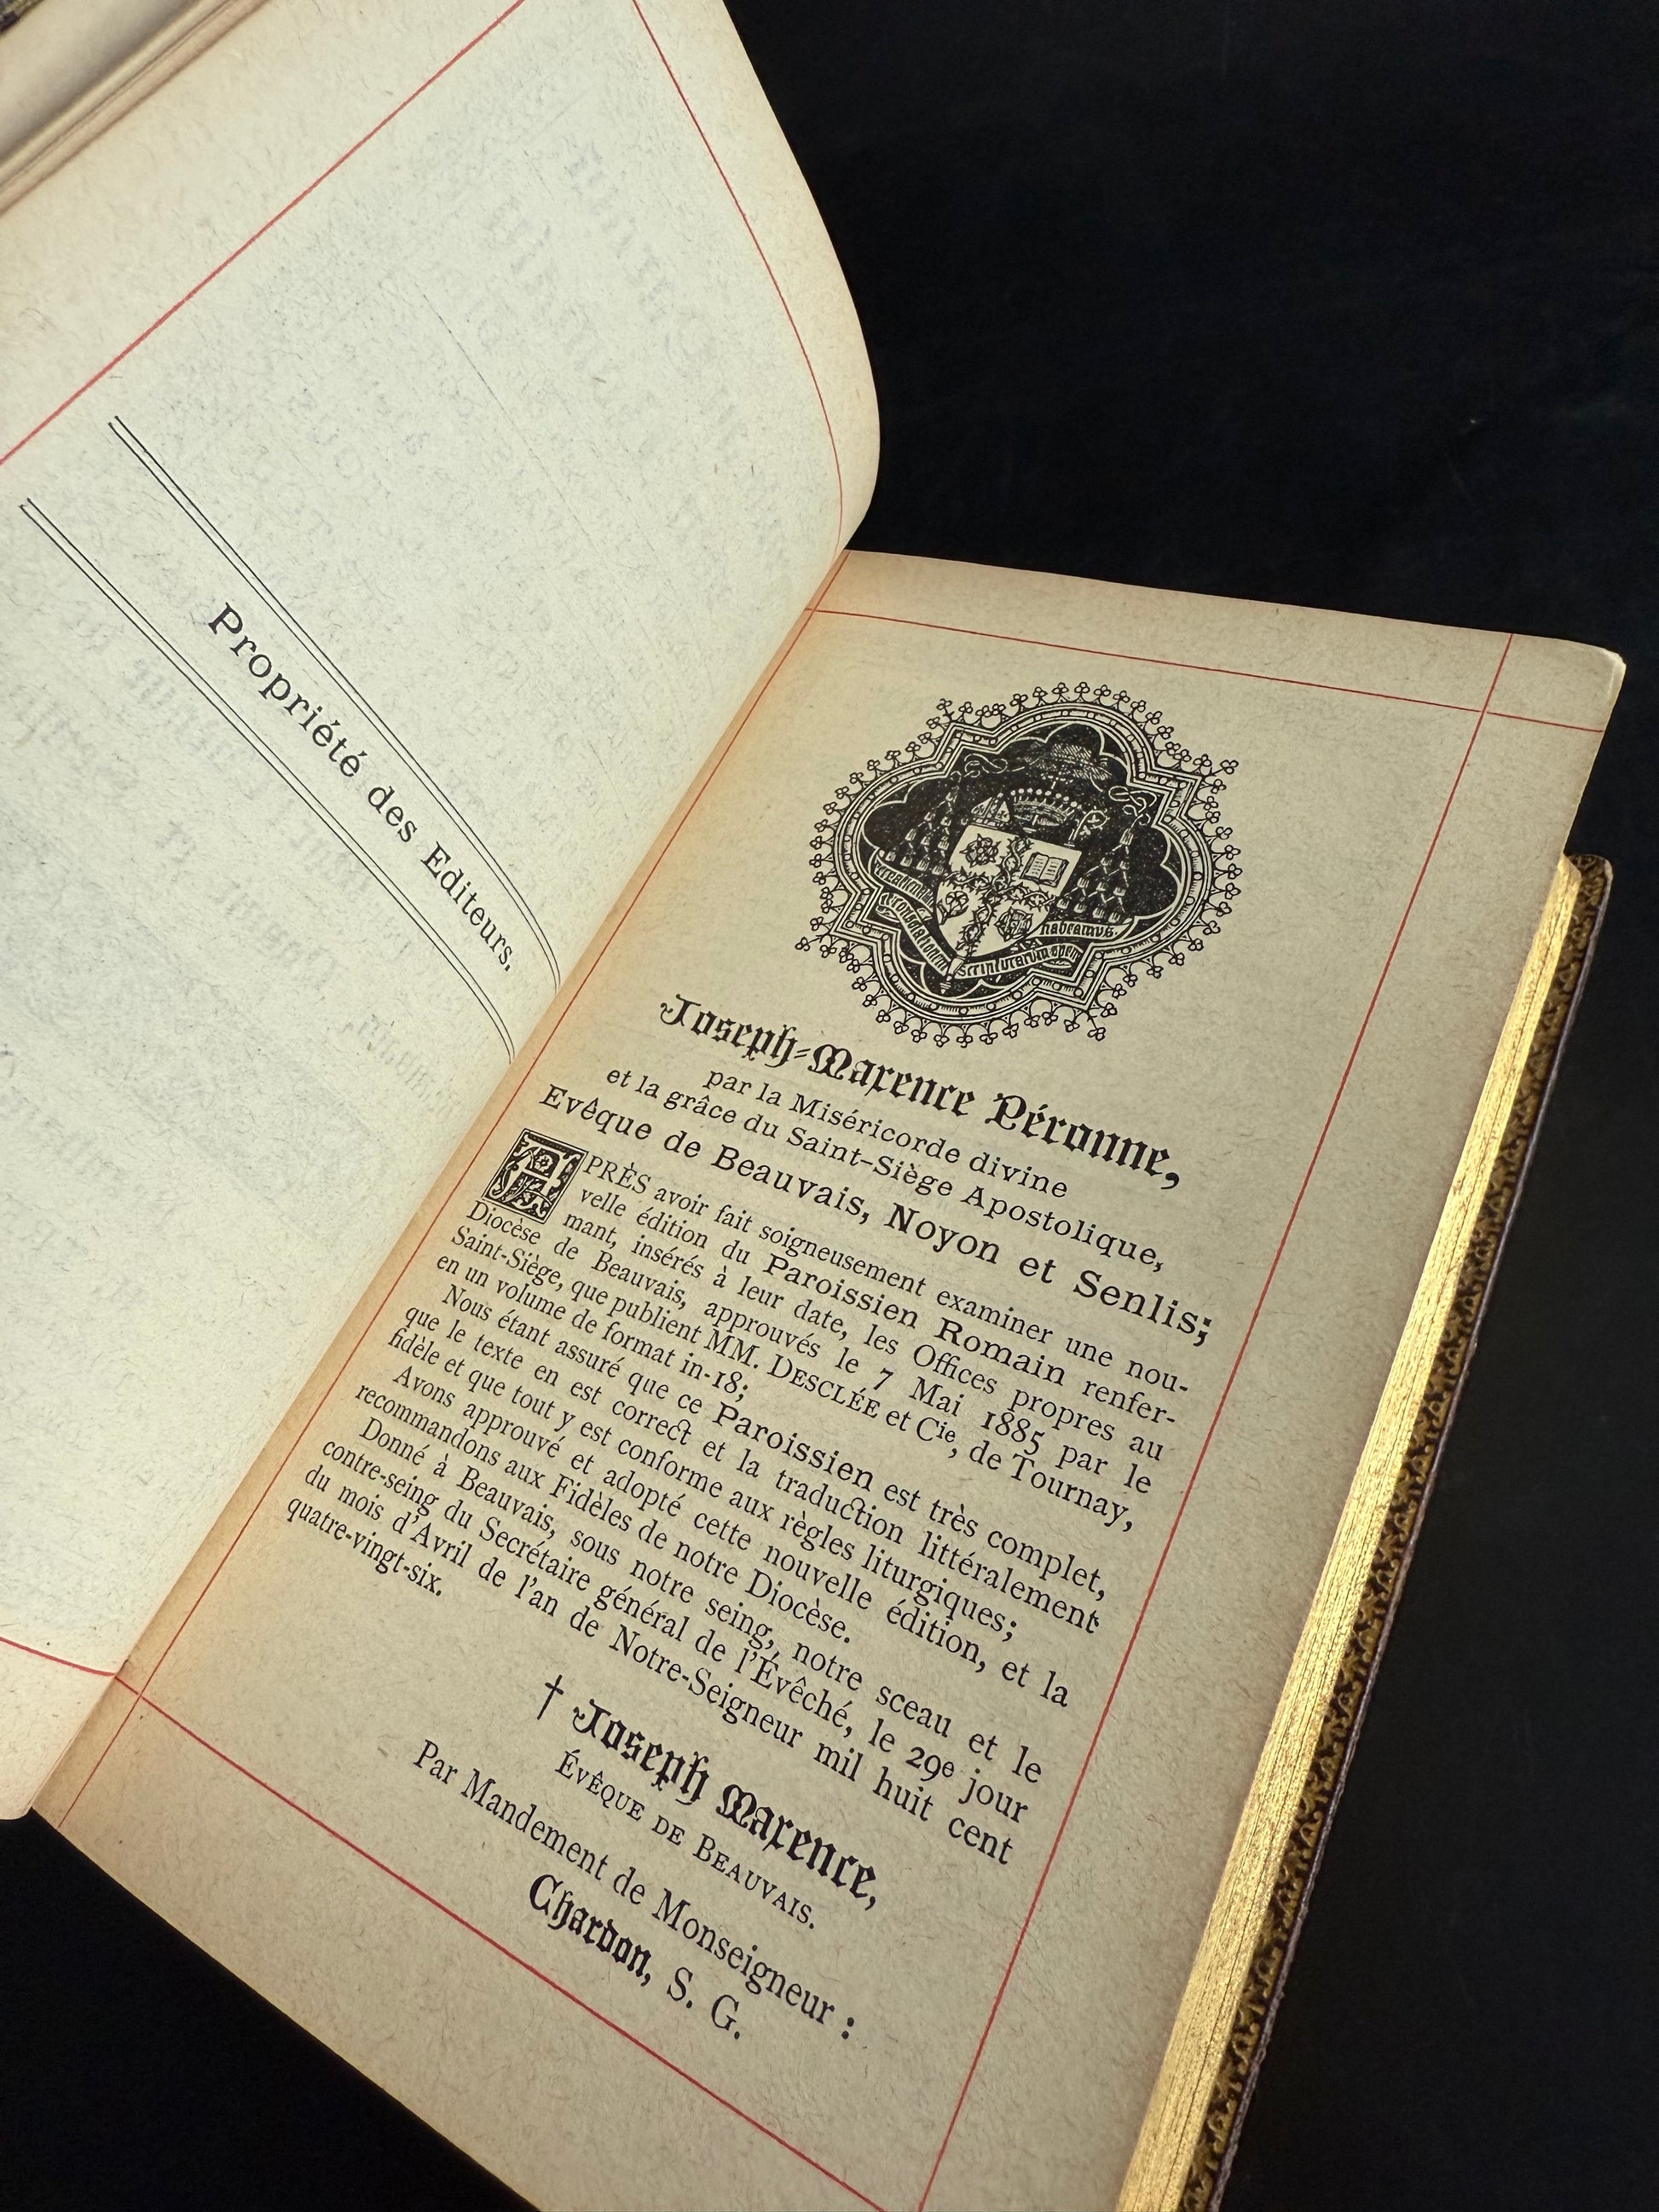 Propriété des Editeurs.
habeamus.
Joseph-Maxence Péronne,
par la Miséricorde divine
et la grâce du Saint-Siège Apostolique,
Evêque de Beauvais, Noyon et Senlis;
APRÈS avoir fait soigneusement examiner une nou-
velle édition du Paroissien Romain renfer-
mant, insérés à leur date, les Offices propres au
Diocèse de Beauvais, approuvés le 7 Mai 1885 par le
Saint-Siège, que publient MM. DESCLÉE et Cie, de Tournay,
en un volume de format in-18;
Nous étant assuré que ce Paroissien est très complet,
que le texte en est correct et la traduction littéralement
fidèle et que tout y est conforme aux règles liturgiques;
Avons approuvé et adopté cette nouvelle édition, et la
recommandons aux Fidèles de notre Diocèse.
Donné à Beauvais, sous notre seing, notre sceau et le
contre-seing du Secrétaire général de l'Évêché, le 29e jour
du mois d'Avril de l'an de Notre-Seigneur mil huit cent
quatre-vingt-six.
† Joseph Maxence,
ÉVÊQUE DE BEAUVAIS.
Par Mandement de Monseigneur :
Chardon, S. G.